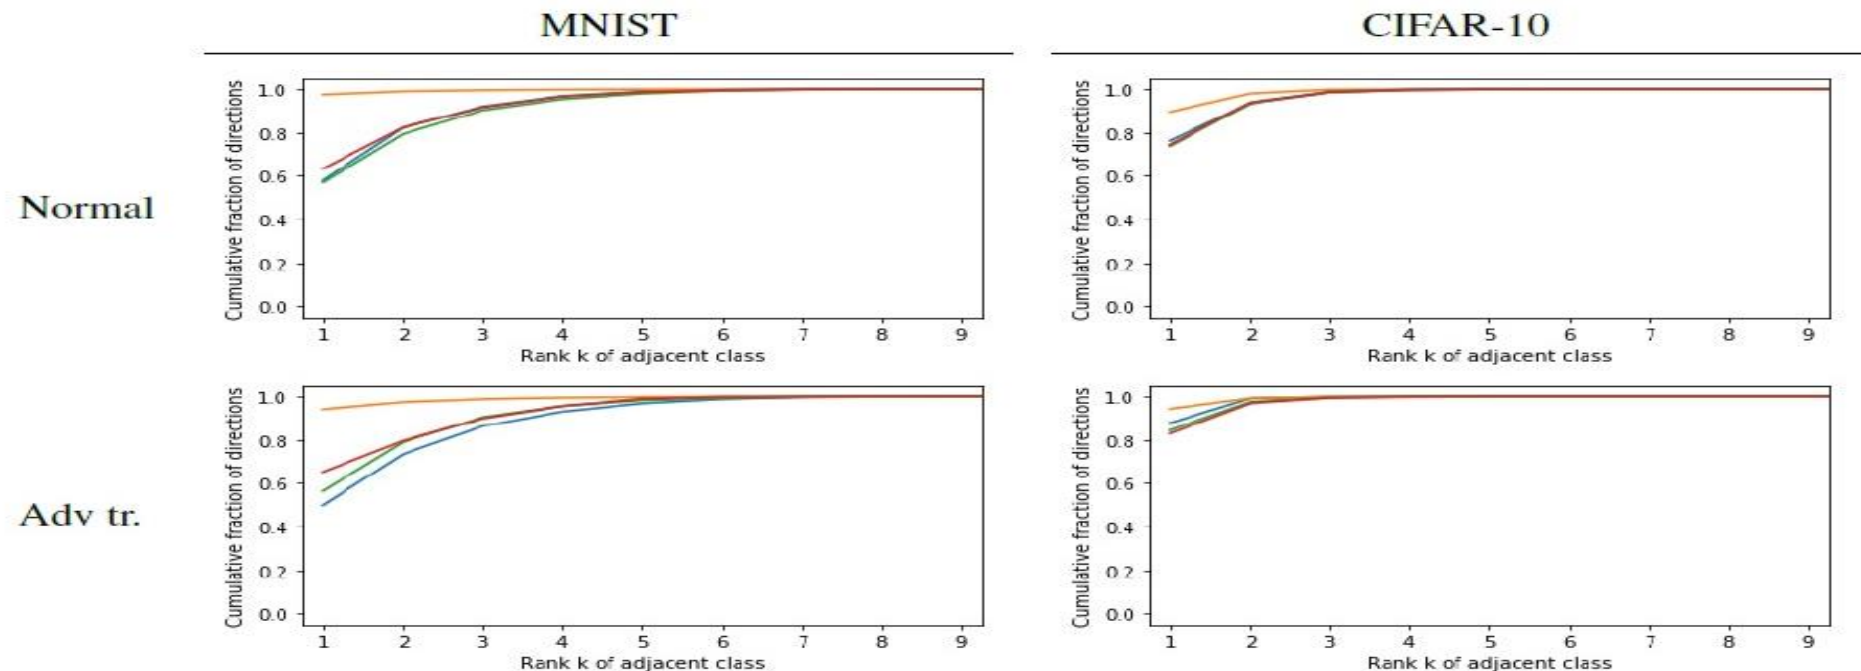 MNIST
CIFAR-10
Normal
Cumulative fraction of directions
1.0
0.8
0.6
0.4
0.2
0.0
1 2 3 4 5 6 7 8 9
Rank k of adjacent class
Cumulative fraction of directions
1.0
0.8
0.6
0.4
0.2
0.0
1 2 3 4 5 6 7 8 9
Rank k of adjacent class
Adv tr.
Cumulative fraction of directions
1.0
0.8
0.6
0.4
0.2
0.0
1 2 3 4 5 6 7 8 9
Rank k of adjacent class
Cumulative fraction of directions
1.0
0.8
0.6
0.4
0.2
0.0
1 2 3 4 5 6 7 8 9
Rank k of adjacent class